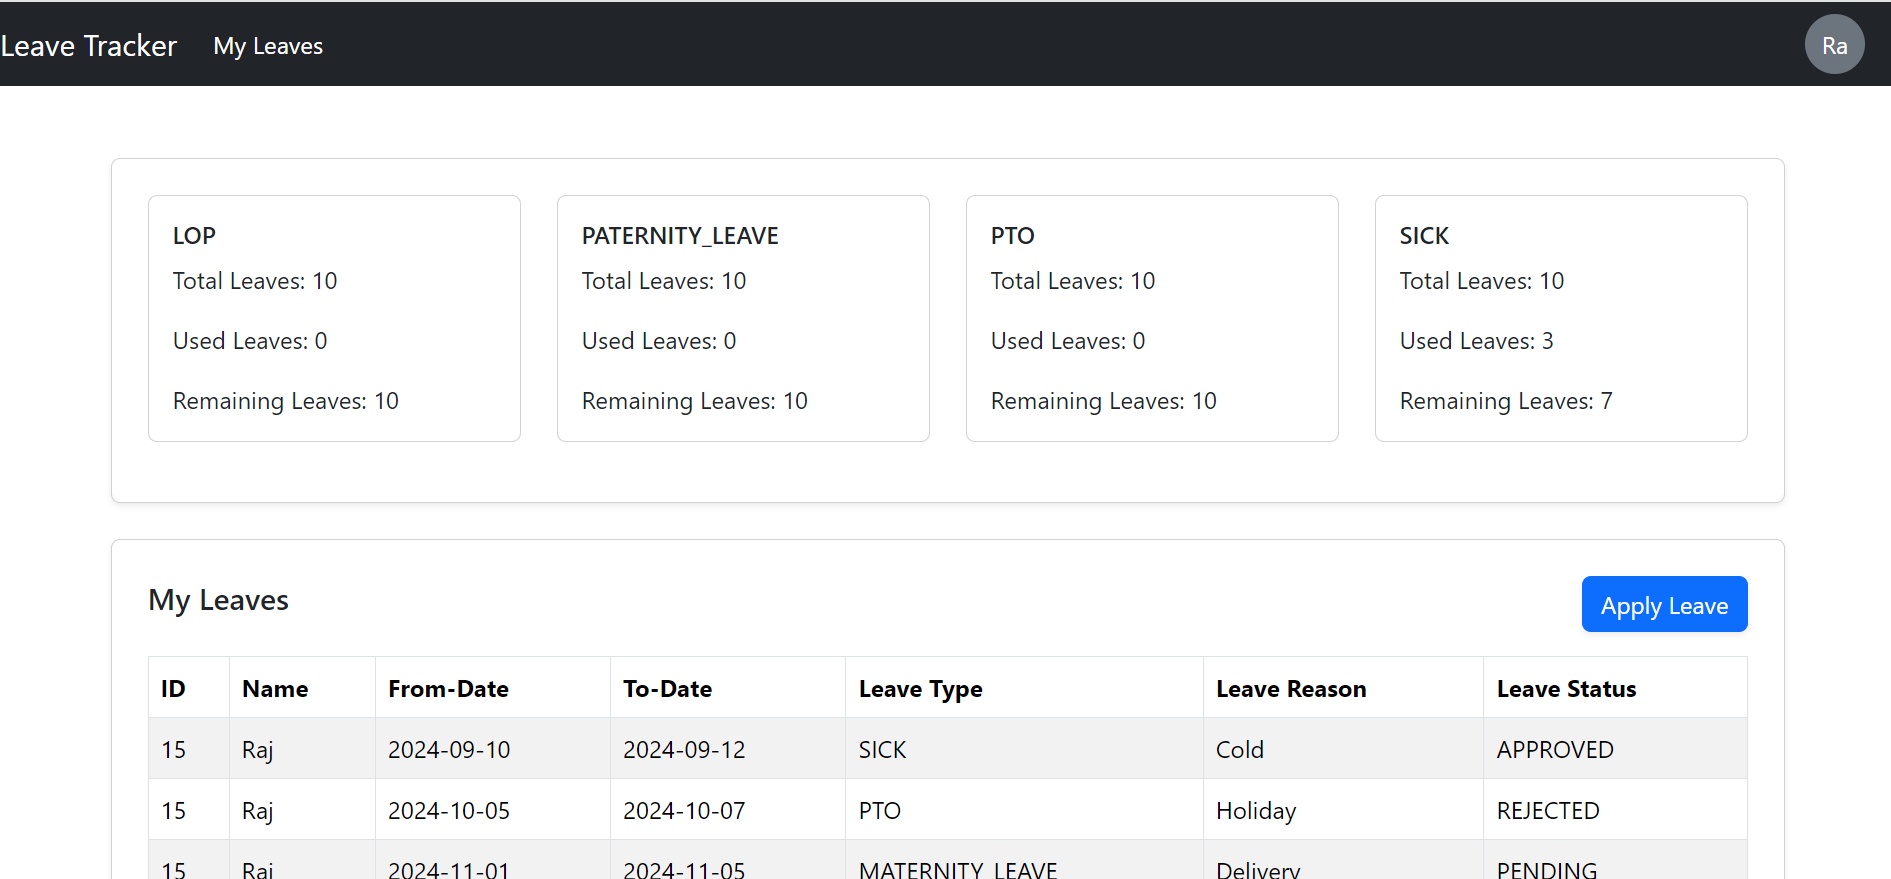 Leave Tracker My Leaves Ra
LOP PATERNITY_LEAVE PTO SICK
Total Leaves: 10 Total Leaves: 10 Total Leaves: 10 Total Leaves: 10
Used Leaves: 0 Used Leaves: 0 Used Leaves: 0 Used Leaves: 3
Remaining Leaves: 10 Remaining Leaves: 10 Remaining Leaves: 10 Remaining Leaves: 7
My Leaves Apply Leave
ID Name From-Date To-Date Leave Type Leave Reason Leave Status
15 Raj 2024-09-10 2024-09-12 SICK Cold APPROVED
15 Raj 2024-10-05 2024-10-07 PTO Holiday REJECTED
15 Raj 2024-11-01 2024-11-05 MATERNITY_LEAVE Delivery PENDING